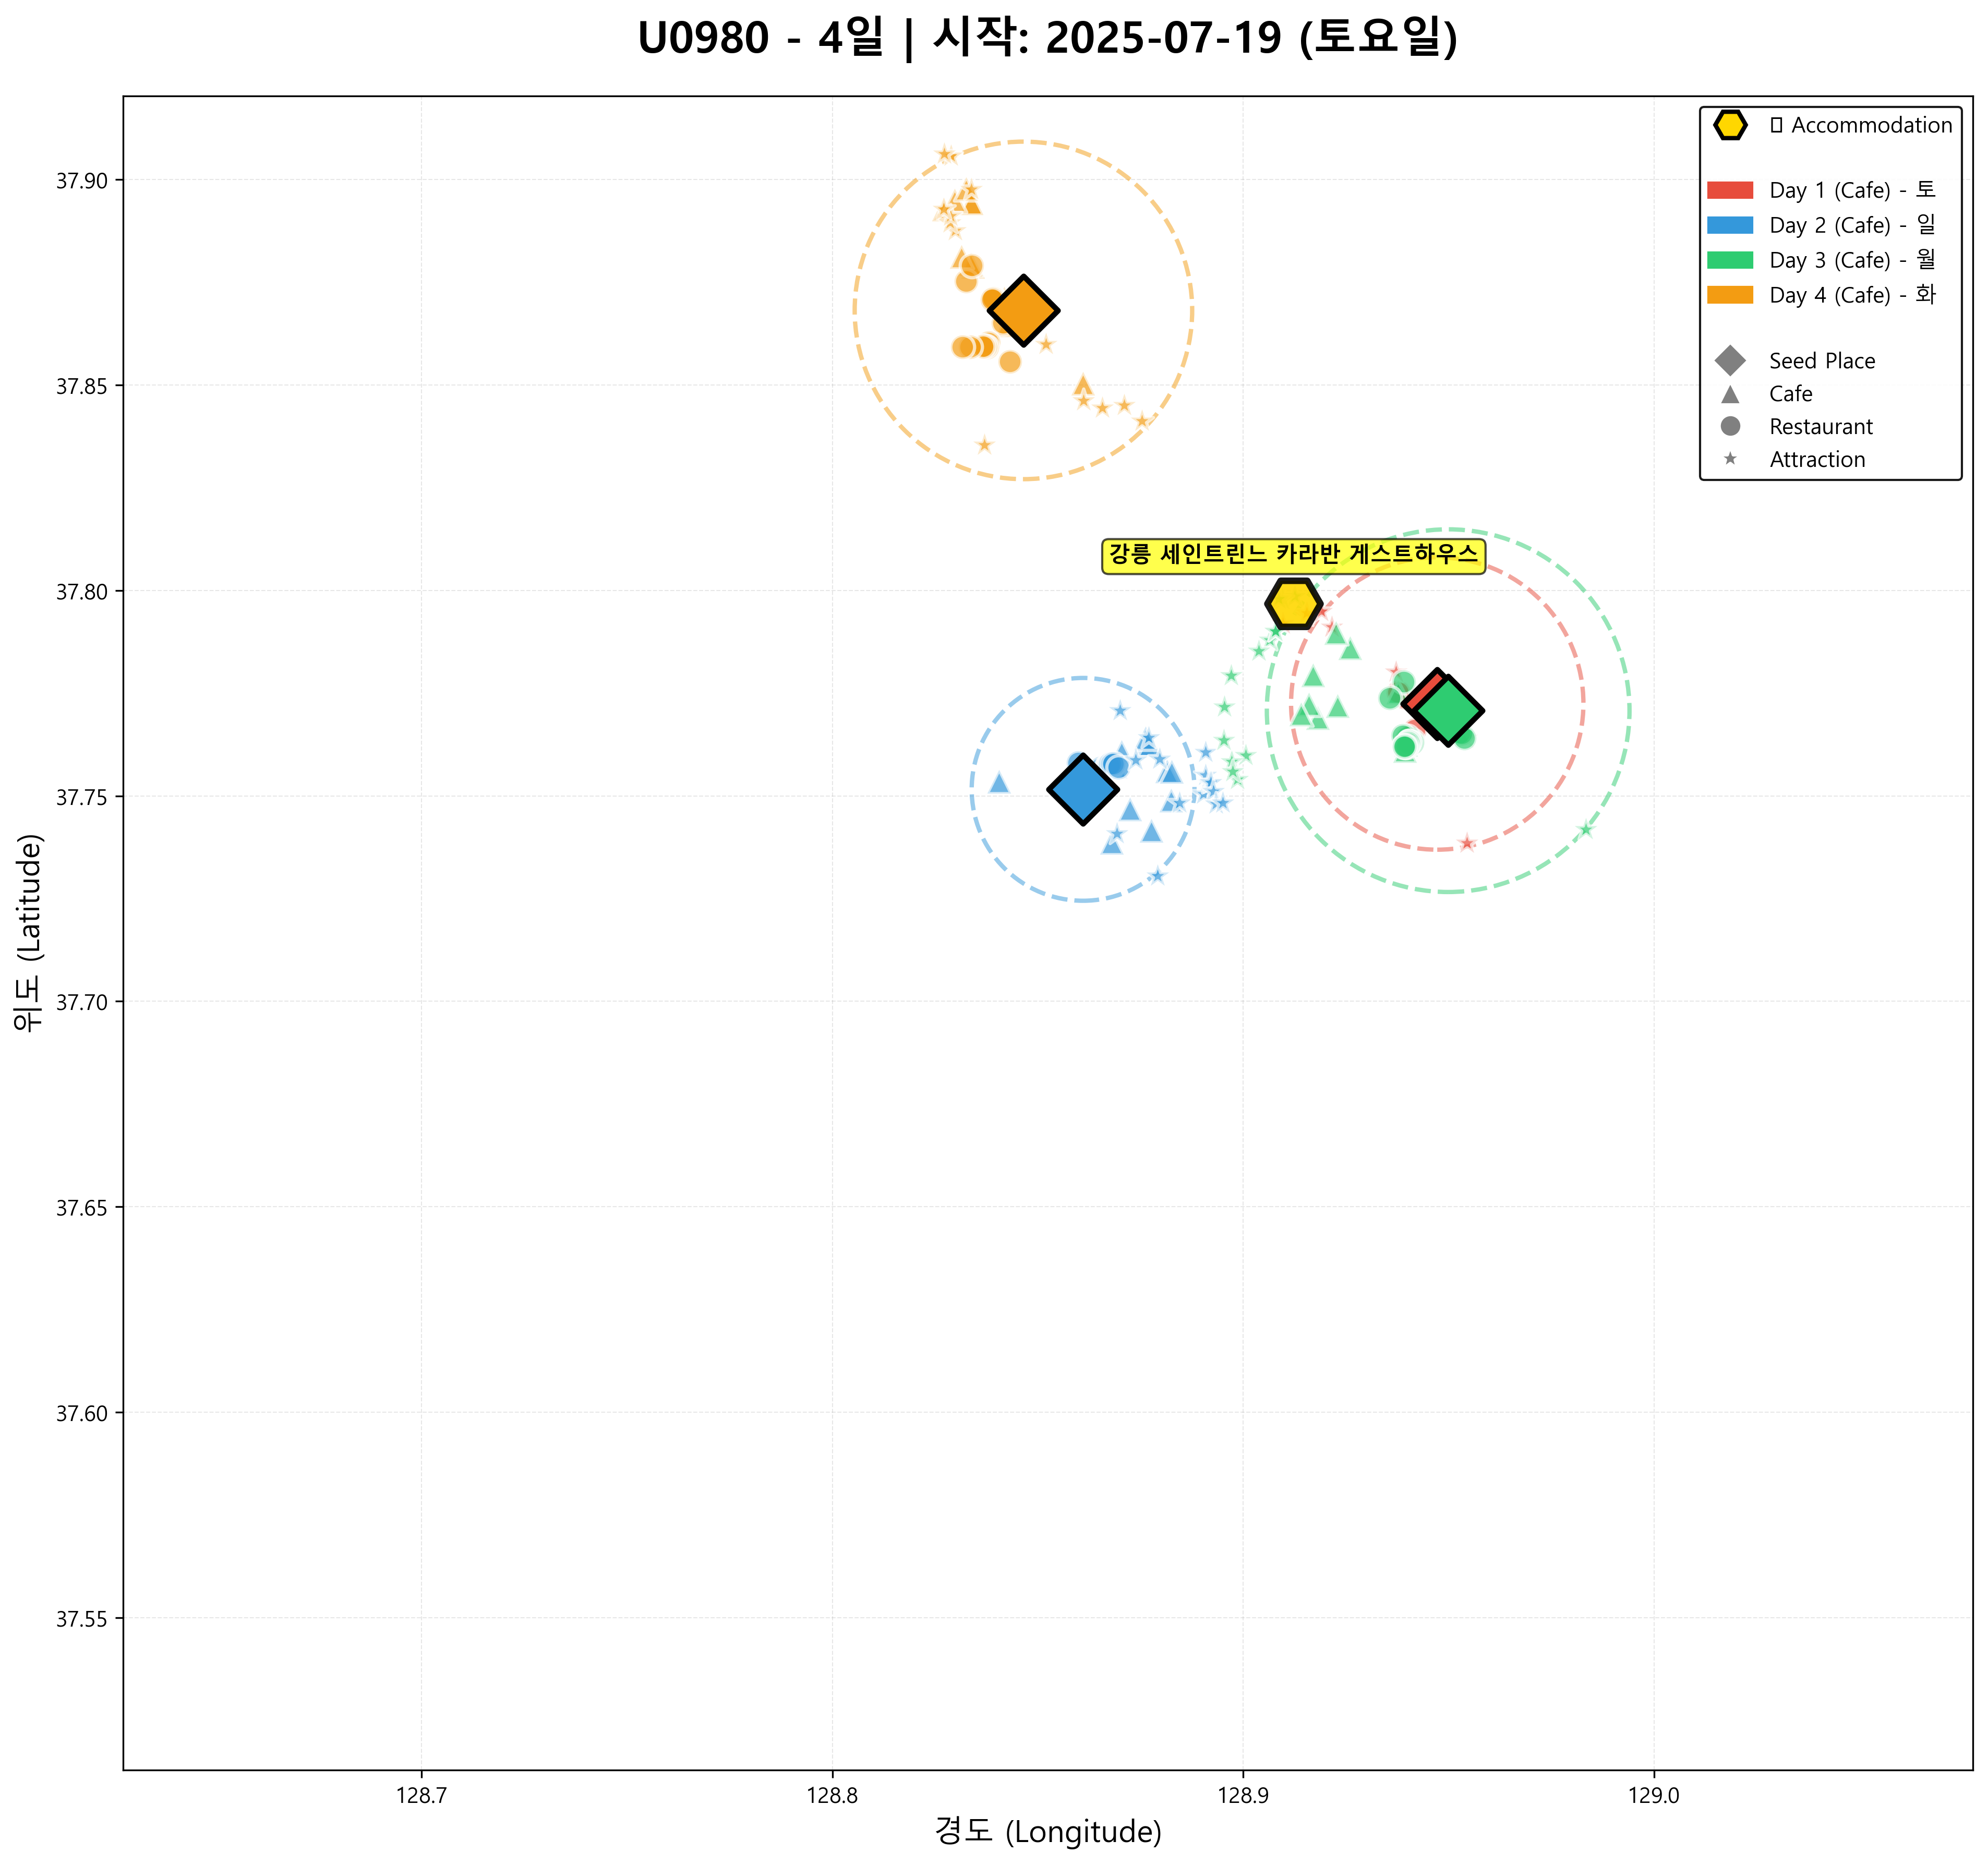 U0980 - 4일 | 시작: 2025-07-19 (토요일)
Accommodation
Day 1 (Cafe) - 토
Day 2 (Cafe) - 일
Day 3 (Cafe) - 월
Day 4 (Cafe) - 화
Seed Place
Cafe
Restaurant
Attraction
강릉 세인트린느 카라반 게스트하우스
위도 (Latitude)
37.90
37.85
37.80
37.75
37.70
37.65
37.60
37.55
128.7
128.8
128.9
129.0
경도 (Longitude)